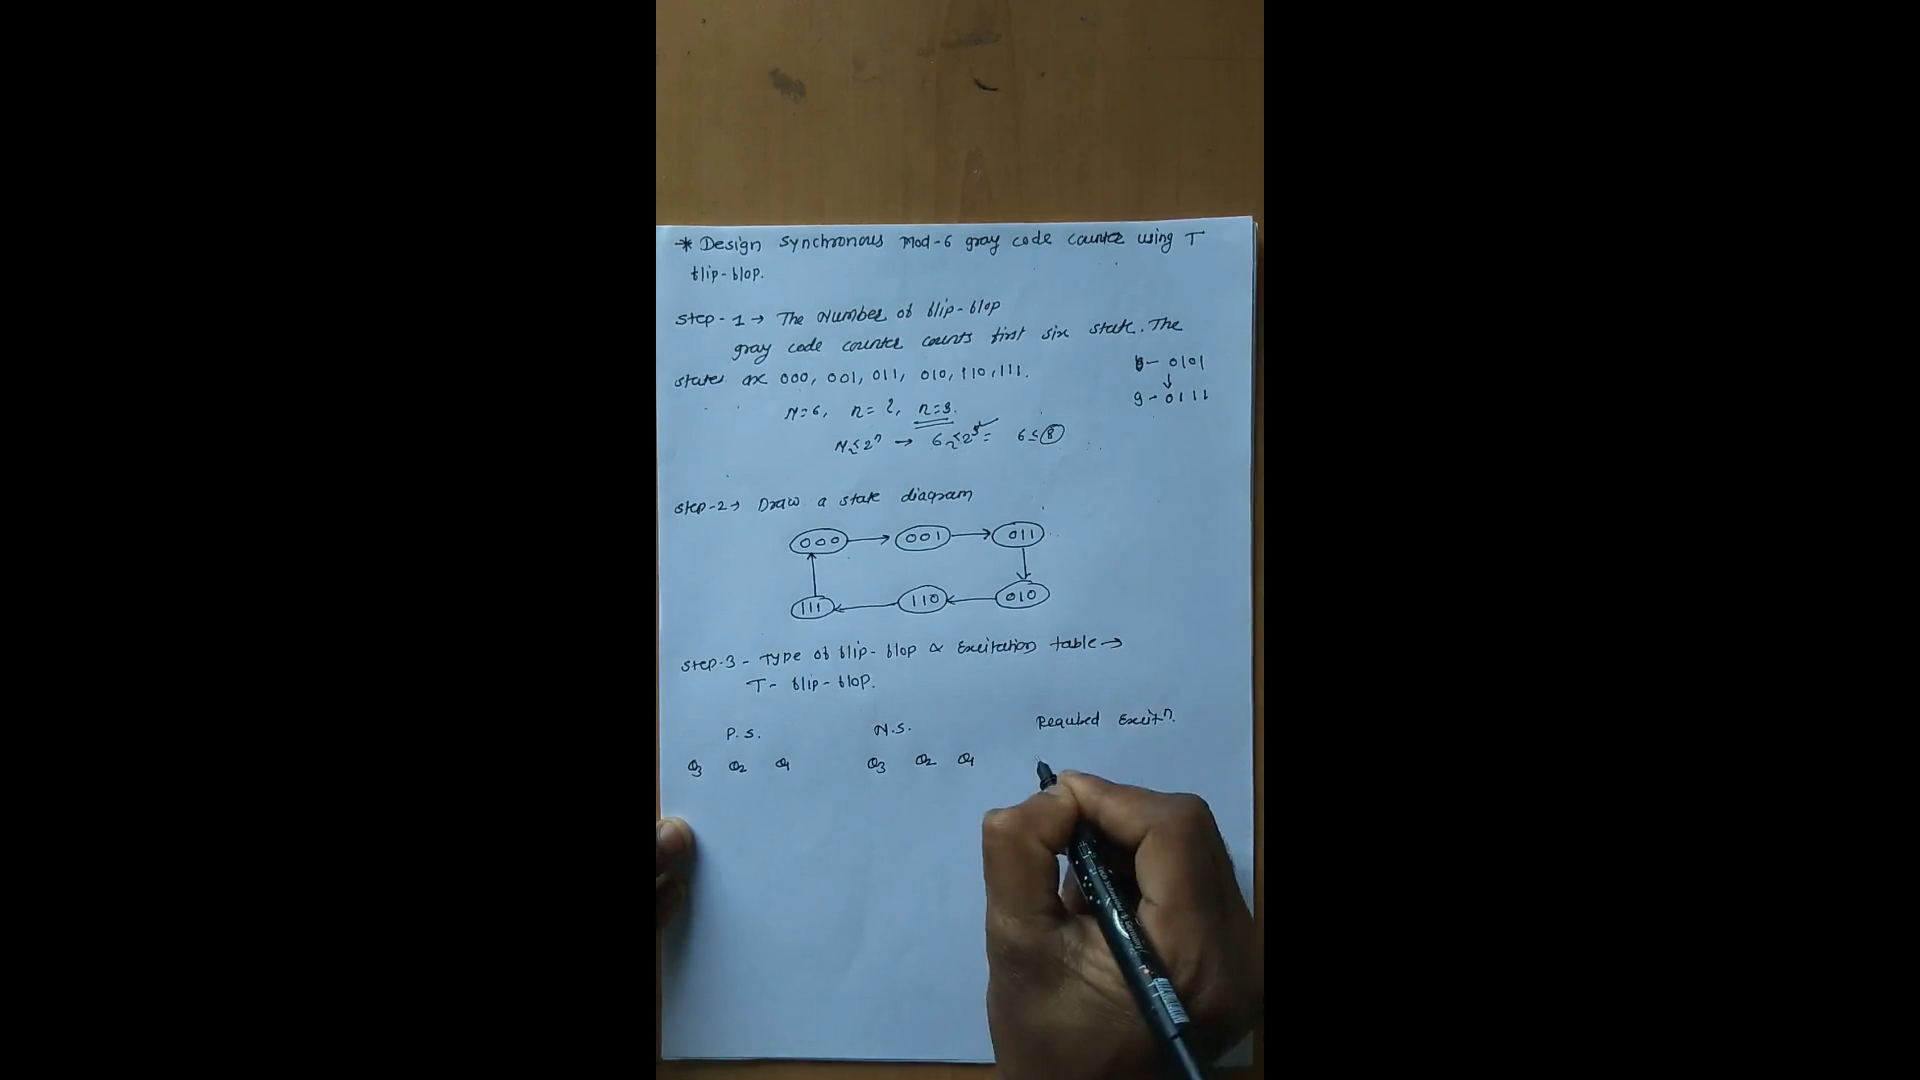 * Design Synchronous Mod-6 gray code counter using T
flip-flop.
Step-1 → The Number of flip-flop
gray code counter counts first six state. The
states are 000, 001, 011, 010, 110, 111.
b - 0101
↓
g - 0111
N=6, n=?, n=3.
N≤2ⁿ → 6≤2³= 6≤8
Step-2→ Draw a state diagram
000 → 001 → 011
111 ← 110 ← 010
Step-3 - Type of flip-flop & Excitation table →
T- flip-flop.
P.S. N.S. Required Excitⁿ.
Q3 Q2 Q1 Q3 Q2 Q1